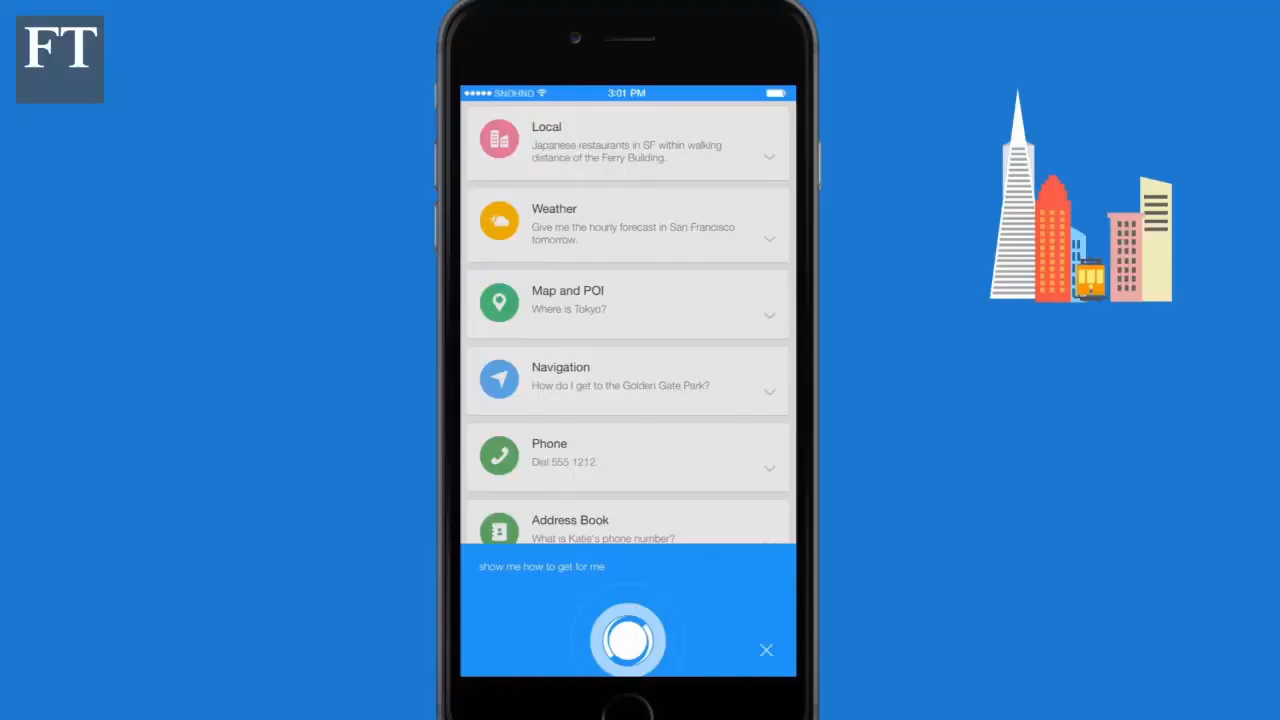 FT
SNDHND 3:01 PM
Local
Japanese restaurants in SF within walking
distance of the Ferry Building.
Weather
Give me the hourly forecast in San Francisco
tomorrow.
Map and POI
Where is Tokyo?
Navigation
How do I get to the Golden Gate Park?
Phone
Dial 555 1212.
Address Book
What is Katie's phone number?
show me how to get for me